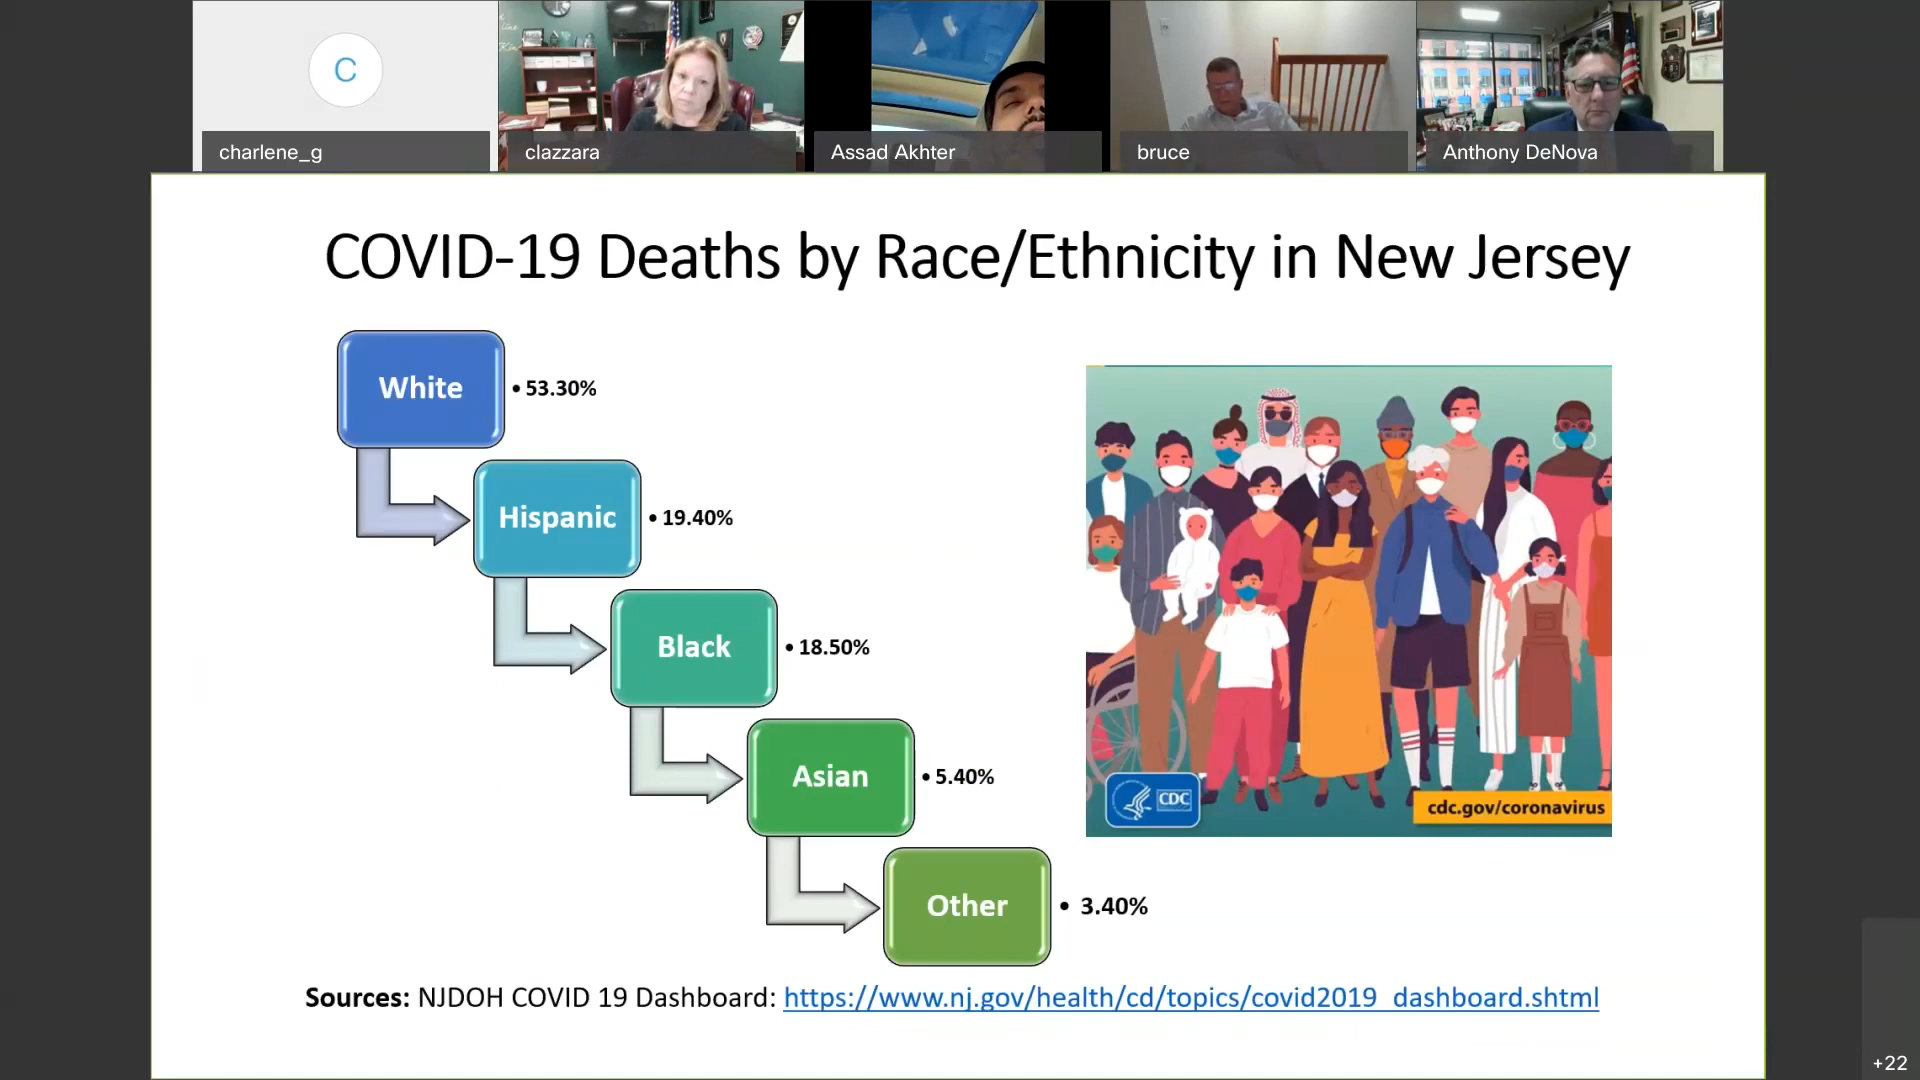 C
charlene_g
clazzara
Assad Akhter
bruce
Anthony DeNova
COVID-19 Deaths by Race/Ethnicity in New Jersey
White
• 53.30%
Hispanic
• 19.40%
Black
• 18.50%
Asian
• 5.40%
Other
• 3.40%
CDC
cdc.gov/coronavirus
Sources: NJDOH COVID 19 Dashboard: https://www.nj.gov/health/cd/topics/covid2019_dashboard.shtml
+22